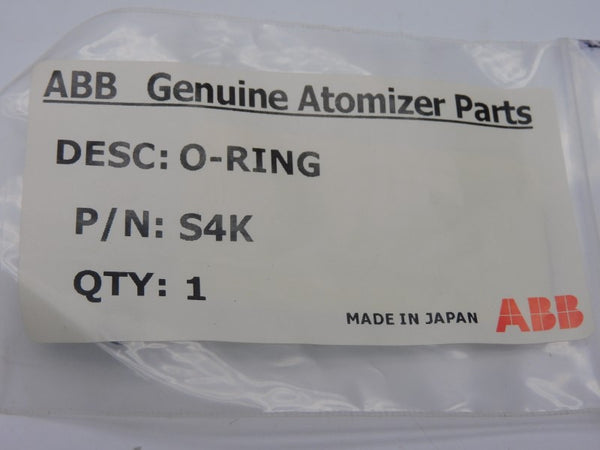 ABB Genuine Atomizer Parts
DESC: O-RING
P/N: S4K
QTY: 1
MADE IN JAPAN ABB